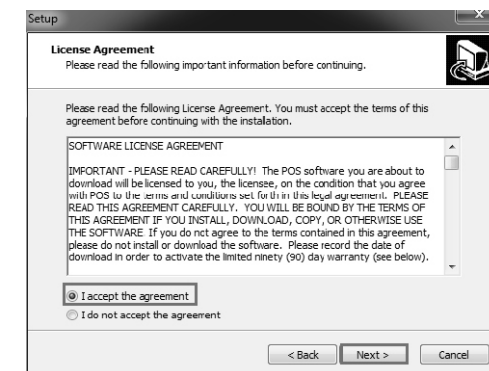 Setup
License Agreement
Please read the following important information before continuing.
Please read the following License Agreement. You must accept the terms of this
agreement before continuing with the installation.
SOFTWARE LICENSE AGREEMENT
IMPORTANT - PLEASE READ CAREFULLY! The POS software you are about to
download will be licensed to you, the licensee, on the condition that you agree
with POS to the terms and conditions set forth in this legal agreement. PLEASE
READ THIS AGREEMENT CAREFULLY. YOU WILL BE BOUND BY THE TERMS OF
THIS AGREEMENT IF YOU INSTALL, DOWNLOAD, COPY, OR OTHERWISE USE
THE SOFTWARE. If you do not agree to the terms contained in this agreement,
please do not install or download the software. Please record the date of
download in order to activate the limited ninety (90) day warranty (see below).
I accept the agreement
I do not accept the agreement
< Back Next > Cancel